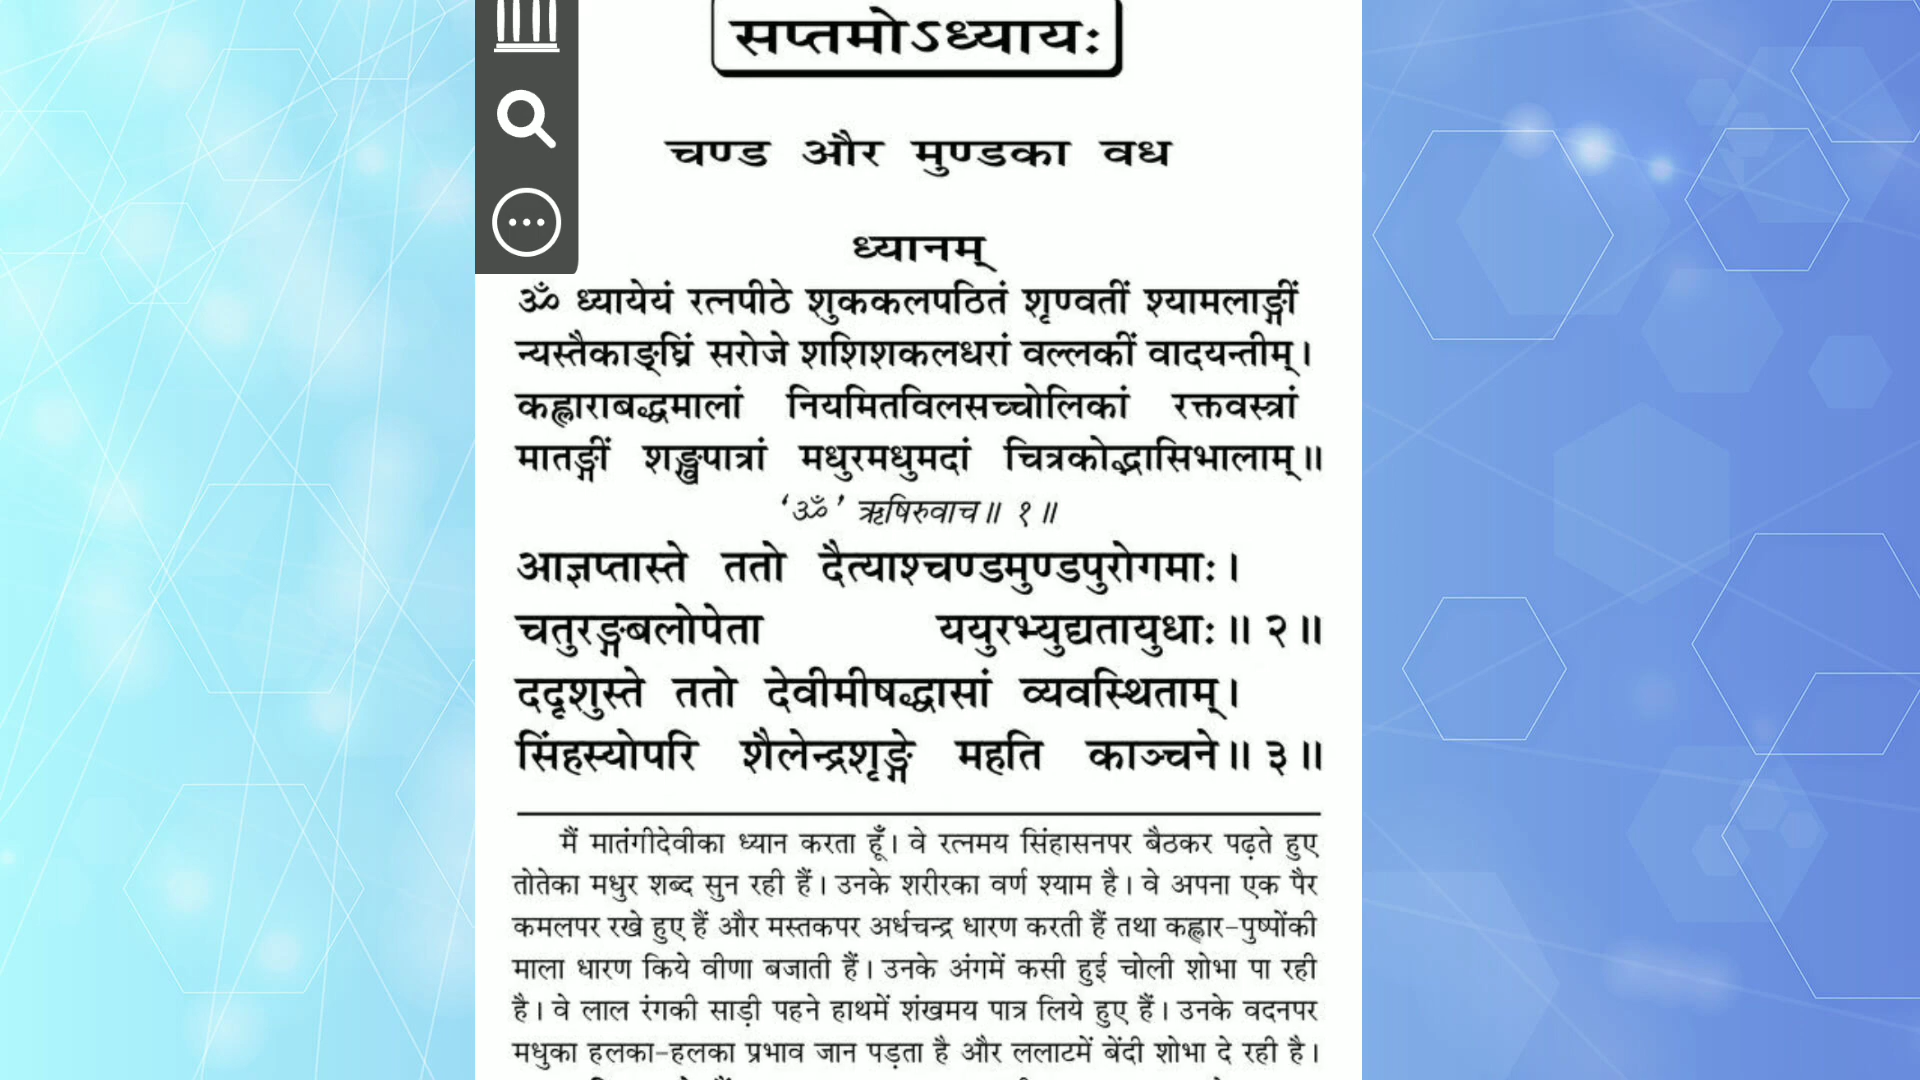 सप्तमोऽध्यायः
चण्ड और मुण्डका वध
ध्यानम्
ॐ ध्यायेयं रत्नपीठे शुककलपठितं शृण्वतीं श्यामलाङ्गीं
न्यस्तैकाङ्घ्रिं सरोजे शशिशकलधरां वल्लकीं वादयन्तीम्।
कह्लाराबद्धमालां नियमितविलसच्चोलिकां रक्तवस्त्रां
मातङ्गीं शङ्खपात्रां मधुरमधुमदां चित्रकोद्भासिभालाम्॥
‘ॐ’ ऋषिरुवाच॥ १॥
आज्ञप्तास्ते ततो दैत्याश्चण्डमुण्डपुरोगमाः।
चतुरङ्गबलोपेता ययुरभ्युद्यतायुधाः॥ २॥
ददृशुस्ते ततो देवीमीषद्धासां व्यवस्थिताम्।
सिंहस्योपरि शैलेन्द्रशृङ्गे महति काञ्चने॥ ३॥
मैं मातंगीदेवीका ध्यान करता हूँ। वे रत्नमय सिंहासनपर बैठकर पढ़ते हुए
तोतेका मधुर शब्द सुन रही हैं। उनके शरीरका वर्ण श्याम है। वे अपना एक पैर
कमलपर रखे हुए हैं और मस्तकपर अर्धचन्द्र धारण करती हैं तथा कह्लार-पुष्पोंकी
माला धारण किये वीणा बजाती हैं। उनके अंगमें कसी हुई चोली शोभा पा रही
है। वे लाल रंगकी साड़ी पहने हाथमें शंखमय पात्र लिये हुए हैं। उनके वदनपर
मधुका हलका-हलका प्रभाव जान पड़ता है और ललाटमें बेंदी शोभा दे रही है।